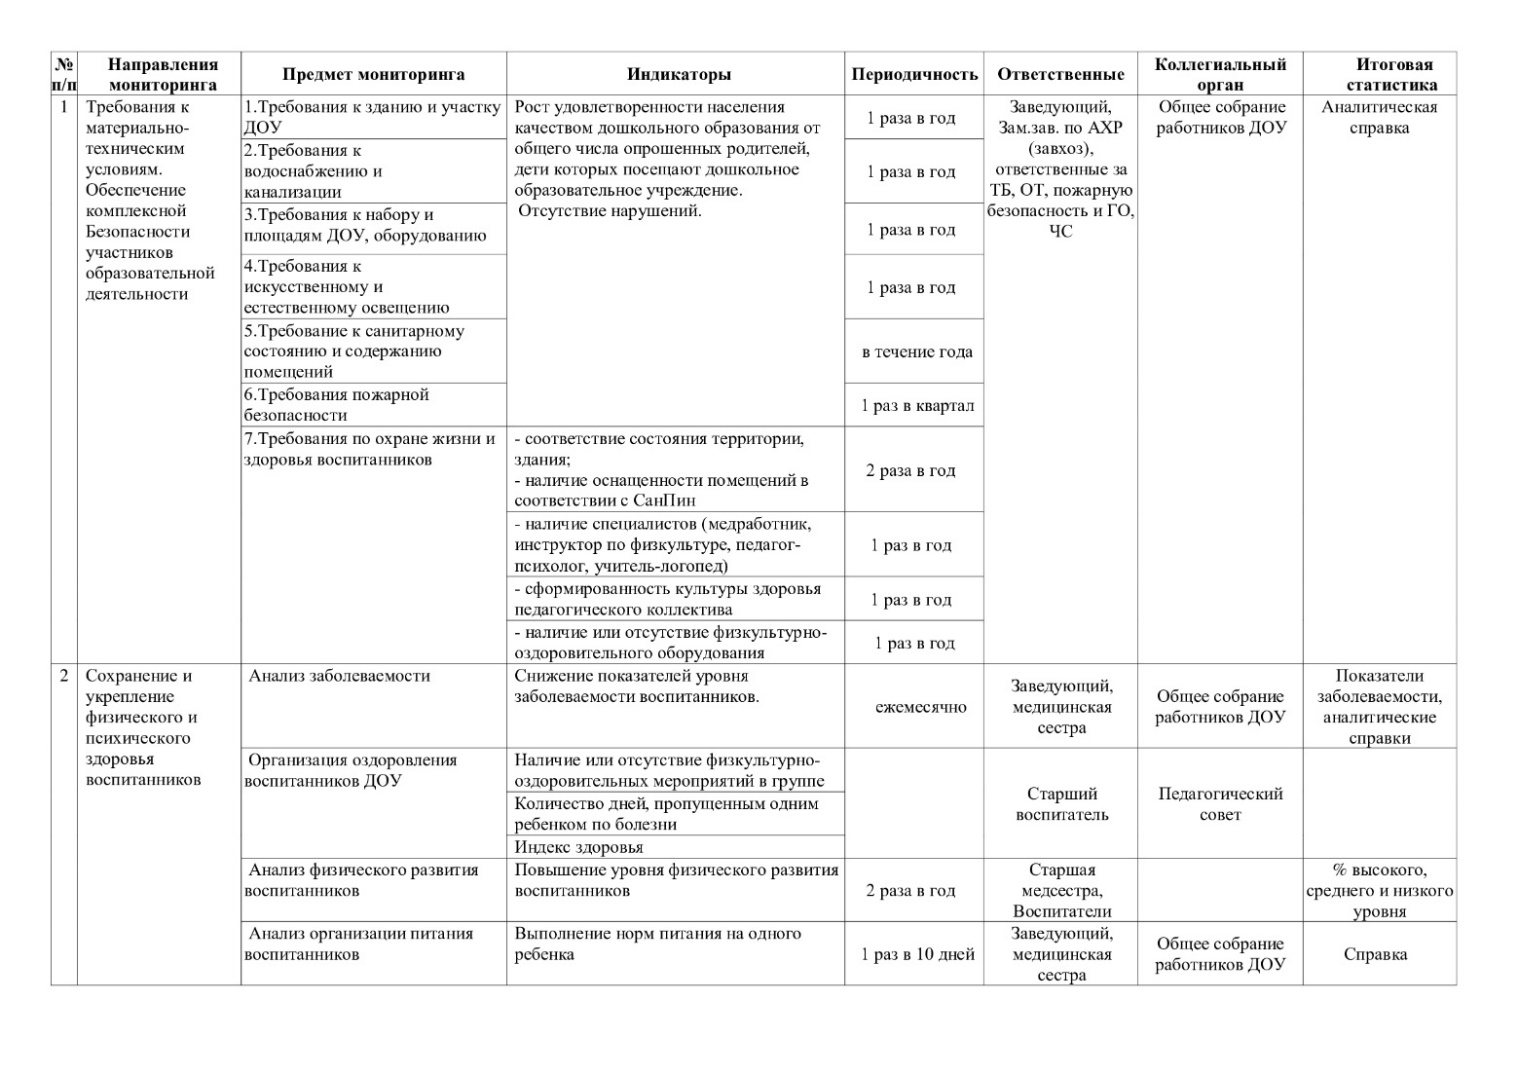 № п/п
Направления мониторинга
Предмет мониторинга
Индикаторы
Периодичность
Ответственные
Коллегиальный орган
Итоговая статистика
1
Требования к
материально-
техническим
условиям.
Обеспечение
комплексной
Безопасности
участников
образовательной
деятельности
1.Требования к зданию и участку
ДОУ
Рост удовлетворенности населения
качеством дошкольного образования от
общего числа опрошенных родителей,
дети которых посещают дошкольное
образовательное учреждение.
Отсутствие нарушений.
1 раза в год
Заведующий,
Зам.зав. по АХР
(завхоз),
ответственные за
ТБ, ОТ, пожарную
безопасность и ГО,
ЧС
Общее собрание
работников ДОУ
Аналитическая
справка
2.Требования к
водоснабжению и
канализации
1 раза в год
3.Требования к набору и
площадям ДОУ, оборудованию
1 раза в год
4.Требования к
искусственному и
естественному освещению
1 раза в год
5.Требование к санитарному
состоянию и содержанию
помещений
в течение года
6.Требования пожарной
безопасности
1 раз в квартал
7.Требования по охране жизни и
здоровья воспитанников
- соответствие состояния территории,
здания;
- наличие оснащенности помещений в
соответствии с СанПин
2 раза в год
- наличие специалистов (медработник,
инструктор по физкультуре, педагог-
психолог, учитель-логопед)
1 раз в год
- сформированность культуры здоровья
педагогического коллектива
1 раз в год
- наличие или отсутствие физкультурно-
оздоровительного оборудования
1 раз в год
2
Сохранение и
укрепление
физического и
психического
здоровья
воспитанников
Анализ заболеваемости
Снижение показателей уровня
заболеваемости воспитанников.
ежемесячно
Заведующий,
медицинская
сестра
Общее собрание
работников ДОУ
Показатели
заболеваемости,
аналитические
справки
Организация оздоровления
воспитанников ДОУ
Наличие или отсутствие физкультурно-
оздоровительных мероприятий в группе
Количество дней, пропущенным одним
ребенком по болезни
Индекс здоровья
Старший
воспитатель
Педагогический
совет
Анализ физического развития
воспитанников
Повышение уровня физического развития
воспитанников
2 раза в год
Старшая
медсестра,
Воспитатели
% высокого,
среднего и низкого
уровня
Анализ организации питания
воспитанников
Выполнение норм питания на одного
ребенка
1 раз в 10 дней
Заведующий,
медицинская
сестра
Общее собрание
работников ДОУ
Справка